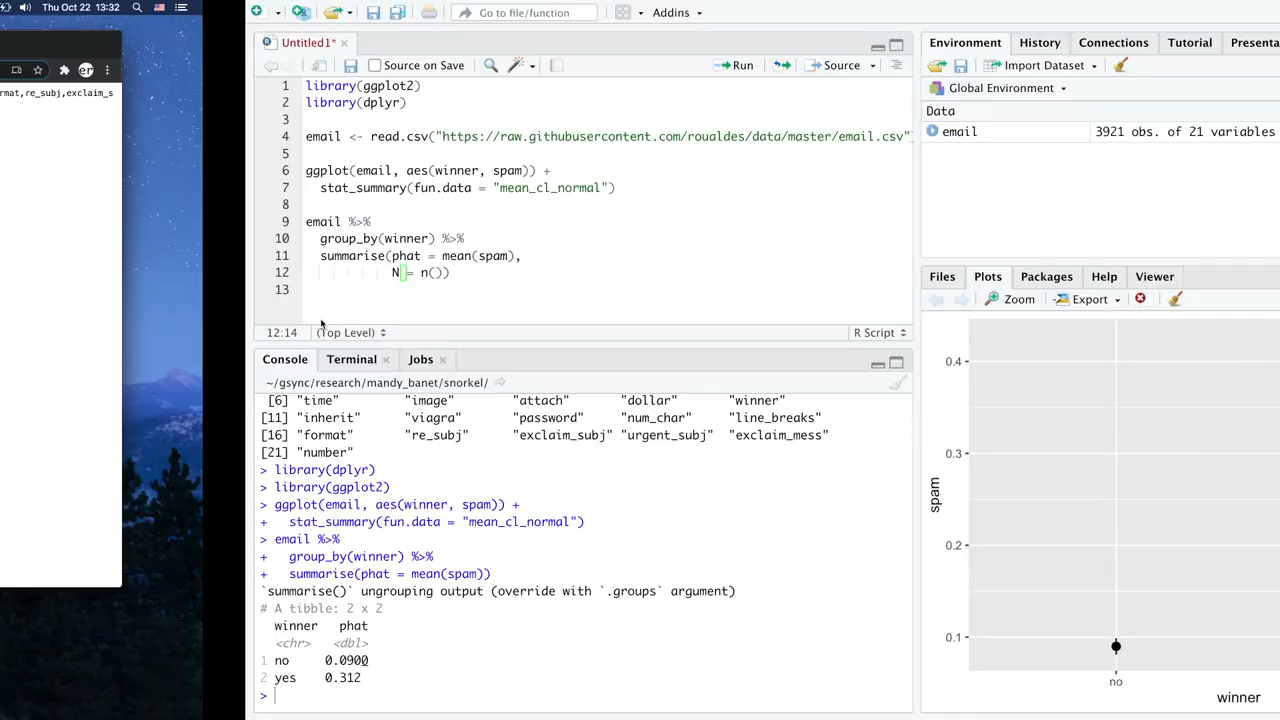 Thu Oct 22 13:32
er
rmat,re_subj,exclaim_s
Go to file/function
Addins
Untitled1*
Source on Save
Run
Source
1 library(ggplot2)
2 library(dplyr)
3
4 email <- read.csv("https://raw.githubusercontent.com/roualdes/data/master/email.csv"
5
6 ggplot(email, aes(winner, spam)) +
7 stat_summary(fun.data = "mean_cl_normal")
8
9 email %>%
10 group_by(winner) %>%
11 summarise(phat = mean(spam),
12 N = n())
13
12:14 (Top Level) R Script
Console Terminal Jobs
~/gsync/research/mandy_banet/snorkel/
[6] "time" "image" "attach" "dollar" "winner"
[11] "inherit" "viagra" "password" "num_char" "line_breaks"
[16] "format" "re_subj" "exclaim_subj" "urgent_subj" "exclaim_mess"
[21] "number"
> library(dplyr)
> library(ggplot2)
> ggplot(email, aes(winner, spam)) +
+ stat_summary(fun.data = "mean_cl_normal")
> email %>%
+ group_by(winner) %>%
+ summarise(phat = mean(spam))
`summarise()` ungrouping output (override with `.groups` argument)
# A tibble: 2 x 2
winner phat
<chr> <dbl>
1 no 0.0900
2 yes 0.312
>
Environment History Connections Tutorial Presenta
Import Dataset
Global Environment
Data
email 3921 obs. of 21 variables
Files Plots Packages Help Viewer
Zoom Export
0.4
0.3
0.2
0.1
spam
no
winner